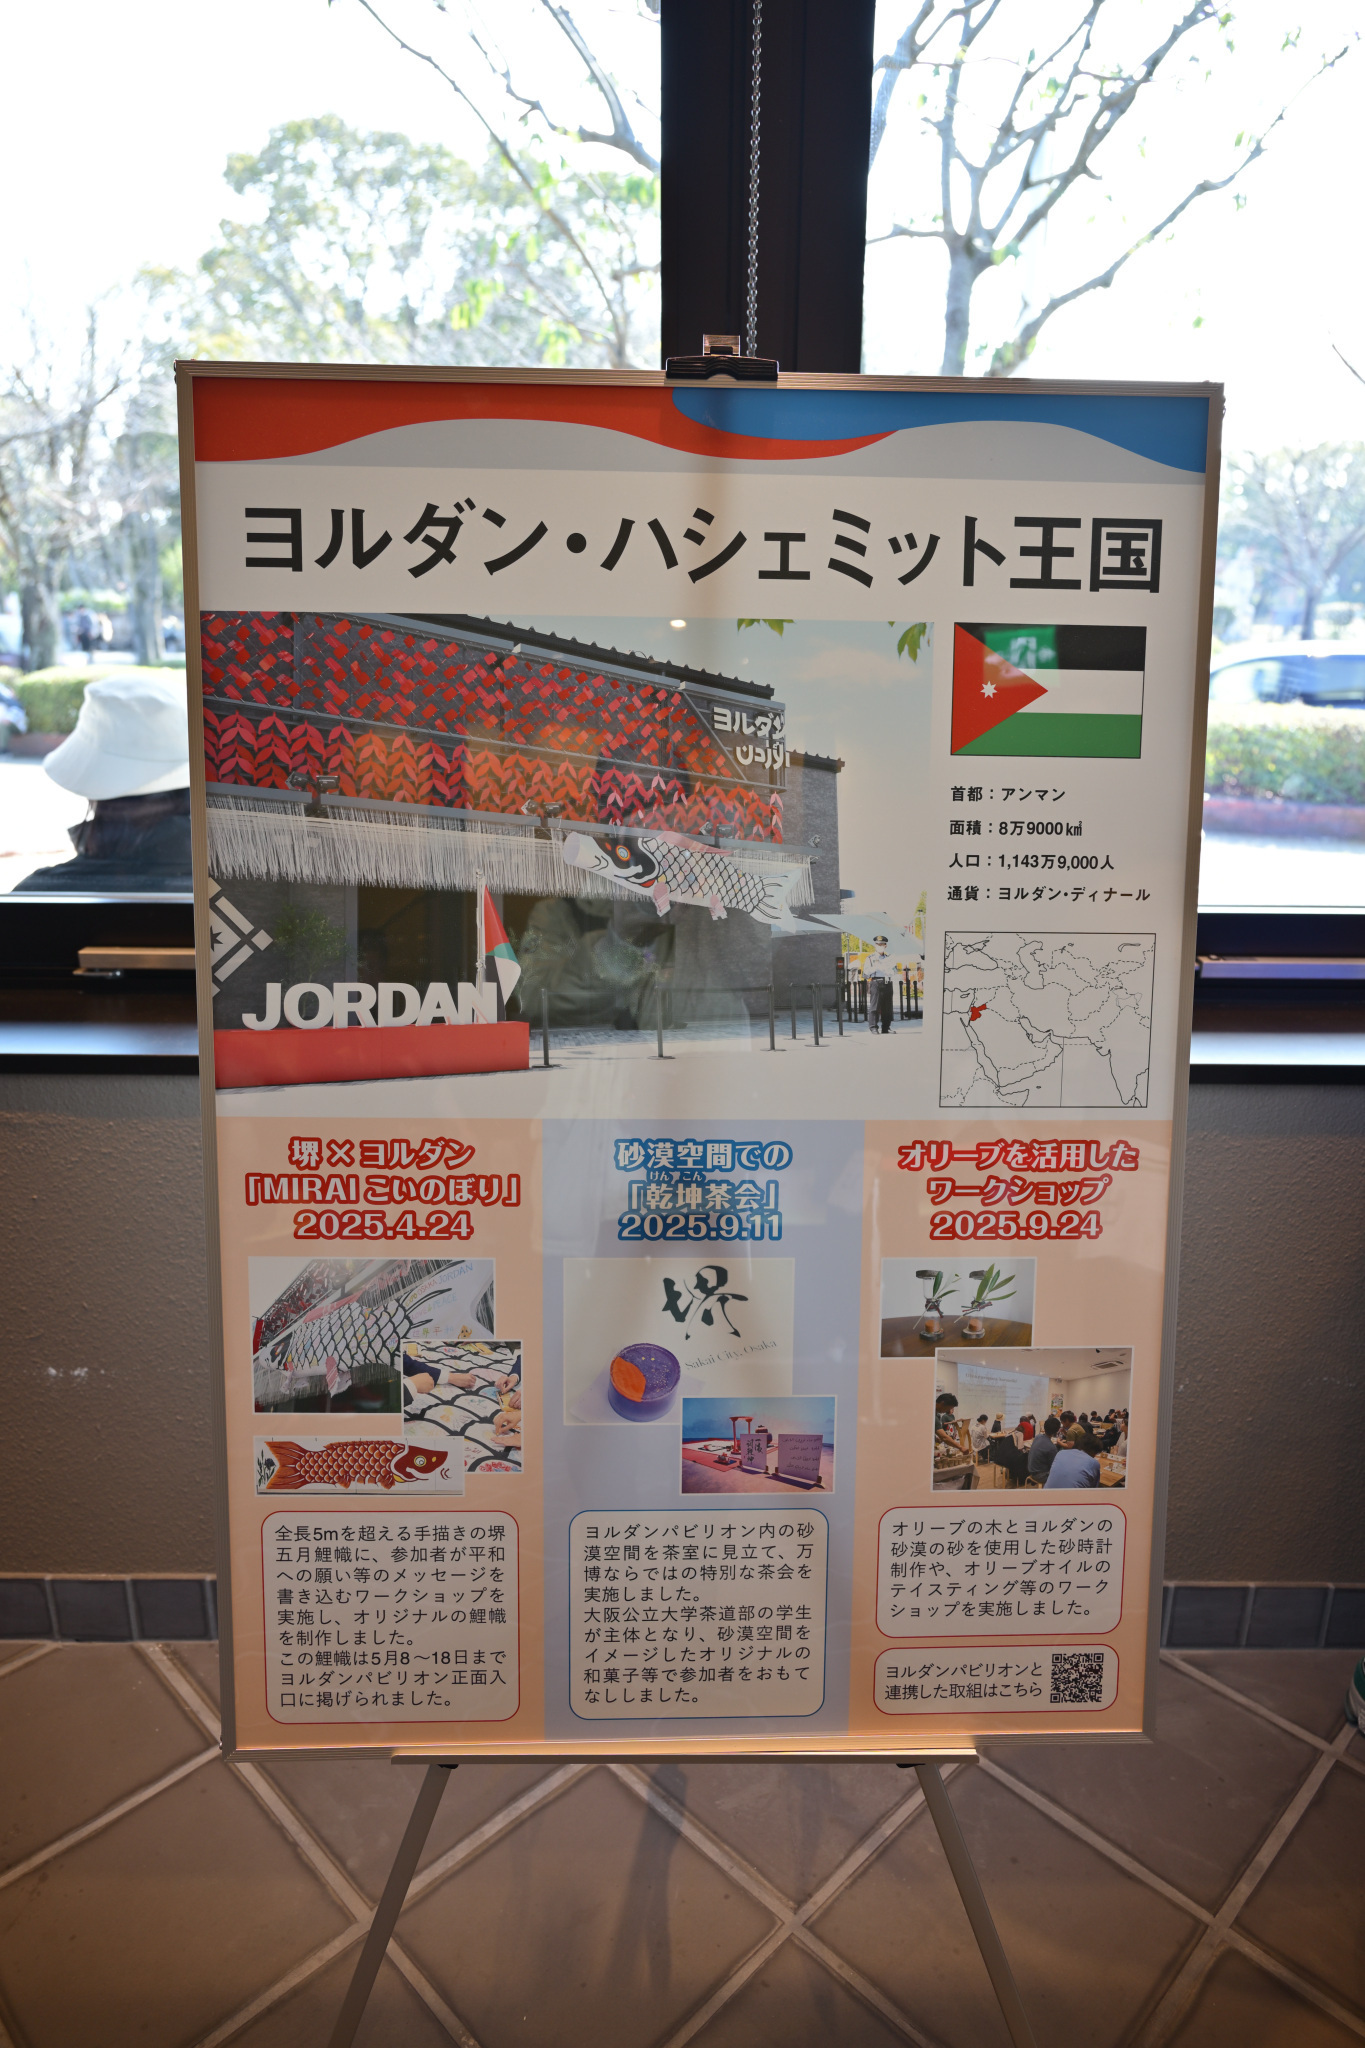 ヨルダン・ハシェミット王国
ヨルダン
الأردن
JORDAN
首都：アンマン
面積：8万9000㎢
人口：1,143万9,000人
通貨：ヨルダン・ディナール
堺×ヨルダン
「MIRAIこいのぼり」
2025.4.24
全長5mを超える手描きの堺
五月鯉幟に、参加者が平和
への願い等のメッセージを
書き込むワークショップを
実施し、オリジナルの鯉幟
を制作しました。
この鯉幟は5月8～18日まで
ヨルダンパビリオン正面入
口に掲げられました。
砂漠空間での
けんこん
「乾坤茶会」
2025.9.11
堺
Sakai City, Osaka
ヨルダンパビリオン内の砂
漠空間を茶室に見立て、万
博ならではの特別な茶会を
実施しました。
大阪公立大学茶道部の学生
が主体となり、砂漠空間を
イメージしたオリジナルの
和菓子等で参加者をおもて
なししました。
オリーブを活用した
ワークショップ
2025.9.24
オリーブの木とヨルダンの
砂漠の砂を使用した砂時計
制作や、オリーブオイルの
テイスティング等のワーク
ショップを実施しました。
ヨルダンパビリオンと
連携した取組はこちら